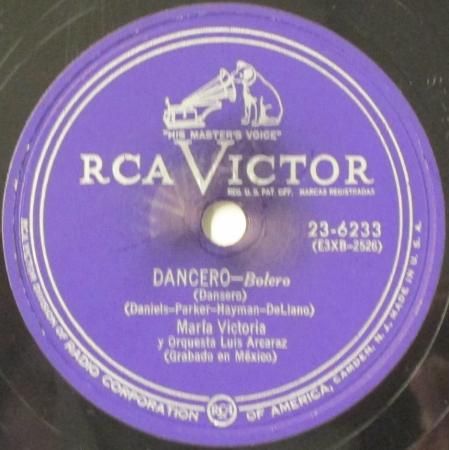 "HIS MASTER'S VOICE"
RCA VICTOR
REG. U. S. PAT. OFF. MARCAS REGISTRADAS
23-6233
(E3XB-2526)
DANCERO—Bolero
(Dansero)
(Daniels-Parker-Hayman-DeLlano)
María Victoria
y Orquesta Luis Arcaraz
(Grabado en México)
RCA VICTOR DIVISION OF RADIO CORPORATION OF AMERICA, CAMDEN, N. J., MADE IN U. S. A.
RCA